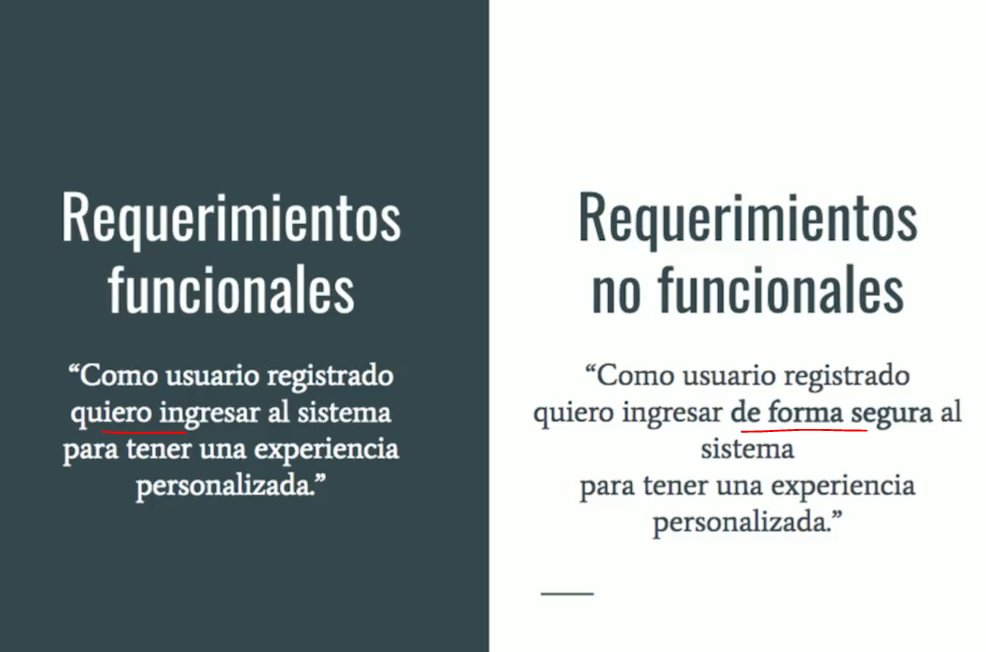 Requerimientos
funcionales
“Como usuario registrado
quiero ingresar al sistema
para tener una experiencia
personalizada.”
Requerimientos
no funcionales
“Como usuario registrado
quiero ingresar de forma segura al
sistema
para tener una experiencia
personalizada.”